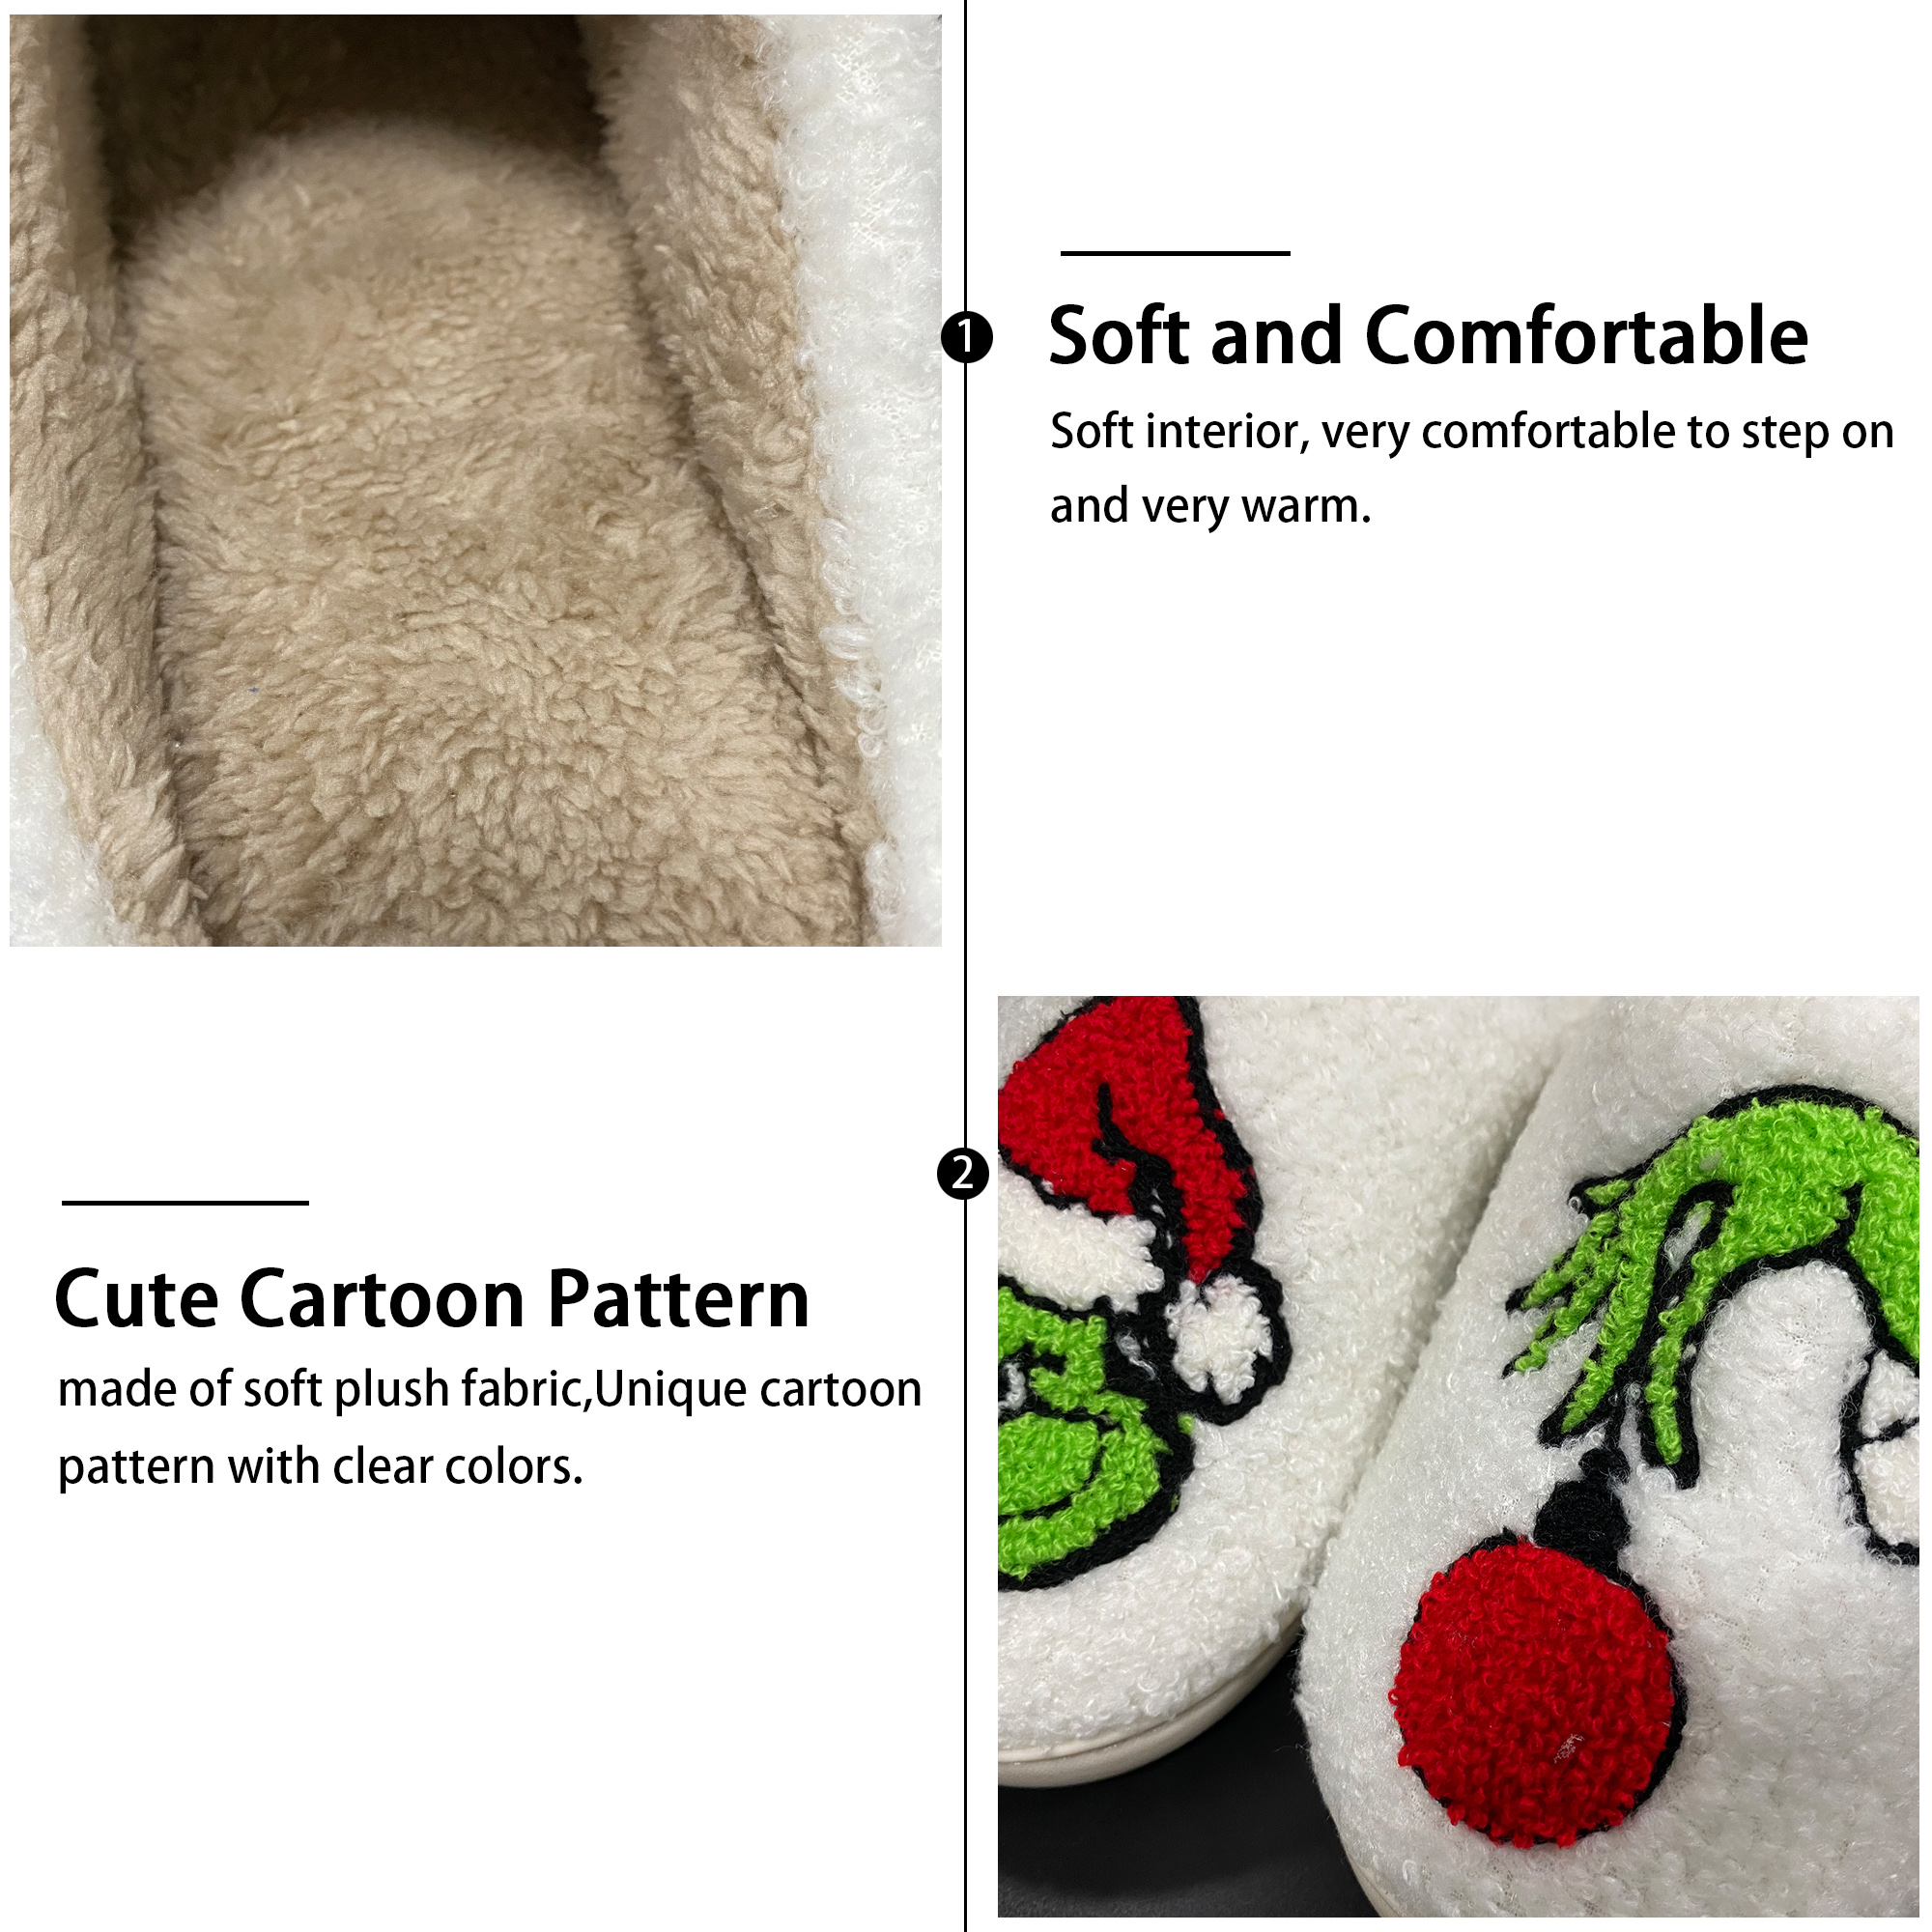 1
Soft and Comfortable
Soft interior, very comfortable to step on
and very warm.
2
Cute Cartoon Pattern
made of soft plush fabric,Unique cartoon
pattern with clear colors.